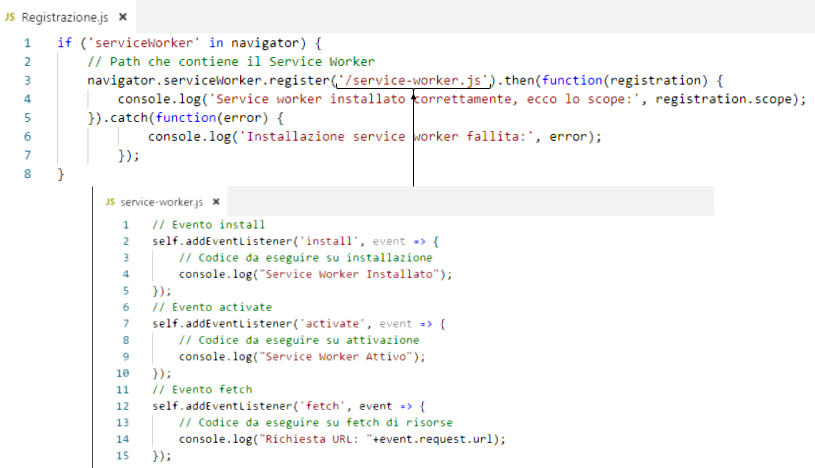 JS Registrazione.js ×
1 if ('serviceWorker' in navigator) {
2 // Path che contiene il Service Worker
3 navigator.serviceWorker.register('/service-worker.js').then(function(registration) {
4 console.log('Service worker installato correttamente, ecco lo scope:', registration.scope);
5 }).catch(function(error) {
6 console.log('Installazione service worker fallita:', error);
7 });
8 }
JS service-worker.js ×
1 // Evento install
2 self.addEventListener('install', event => {
3 // Codice da eseguire su installazione
4 console.log("Service Worker Installato");
5 });
6 // Evento activate
7 self.addEventListener('activate', event => {
8 // Codice da eseguire su attivazione
9 console.log("Service Worker Attivo");
10 });
11 // Evento fetch
12 self.addEventListener('fetch', event => {
13 // Codice da eseguire su fetch di risorse
14 console.log("Richiesta URL: "+event.request.url);
15 });